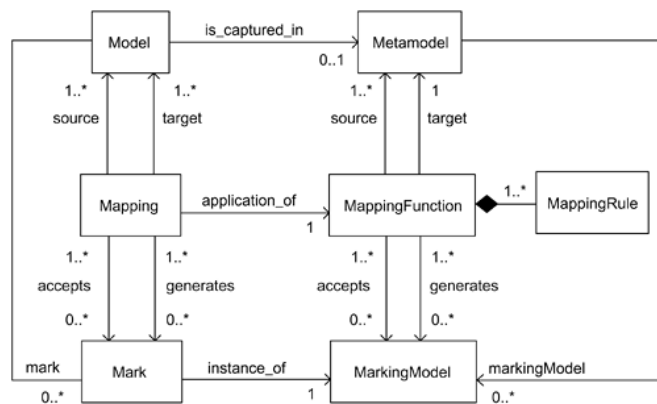 Model
is_captured_in
Metamodel
0..1
1..*
1..*
1..*
1
source
target
source
target
Mapping
application_of
1
MappingFunction
1..*
MappingRule
1..*
1..*
1..*
1..*
accepts
generates
accepts
generates
0..*
0..*
0..*
0..*
mark
0..*
Mark
instance_of
1
MarkingModel
markingModel
0..*